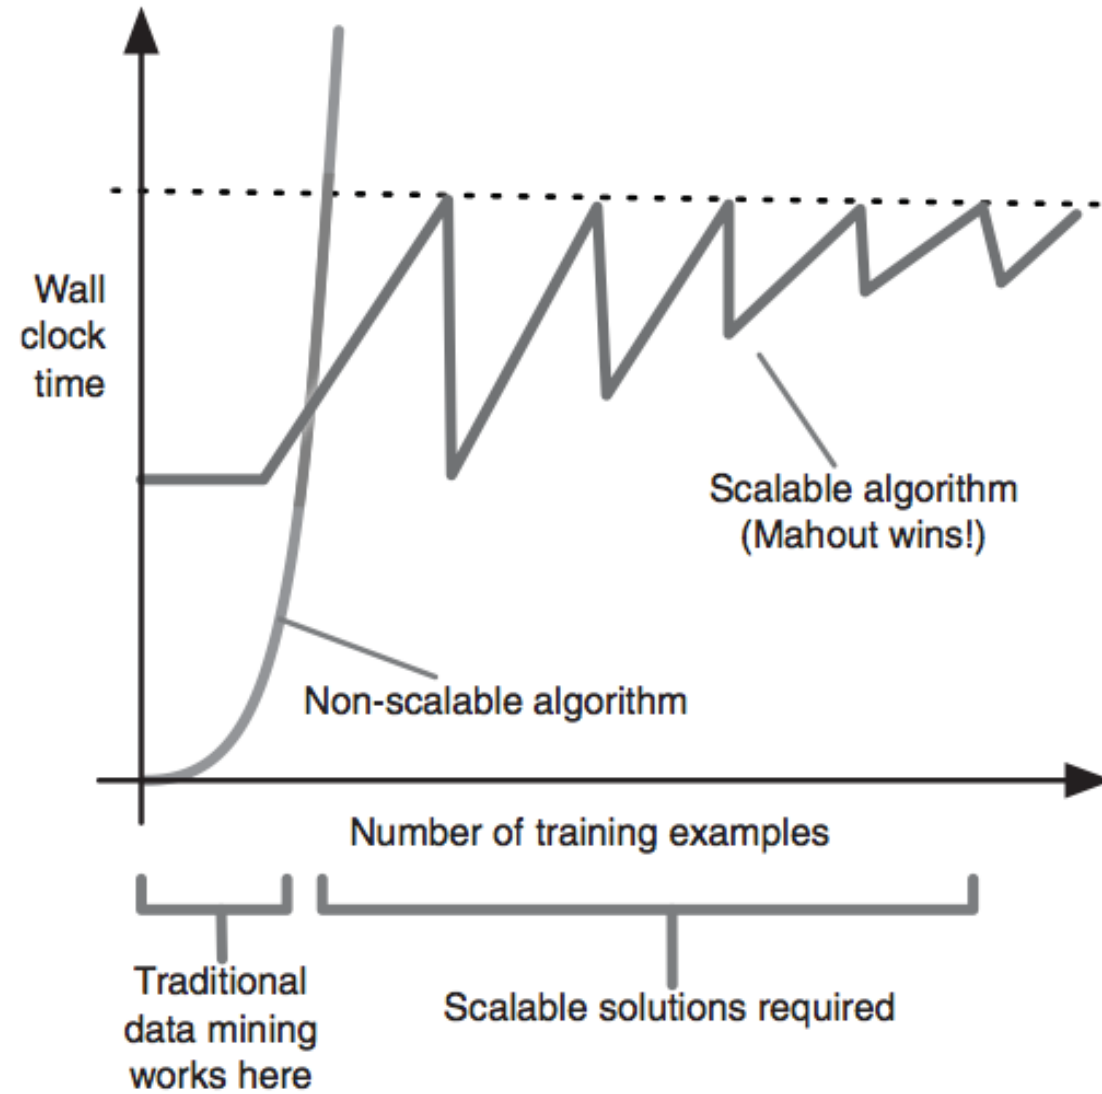 Wall
clock
time
Scalable algorithm
(Mahout wins!)
Non-scalable algorithm
Number of training examples
Traditional
data mining
works here
Scalable solutions required